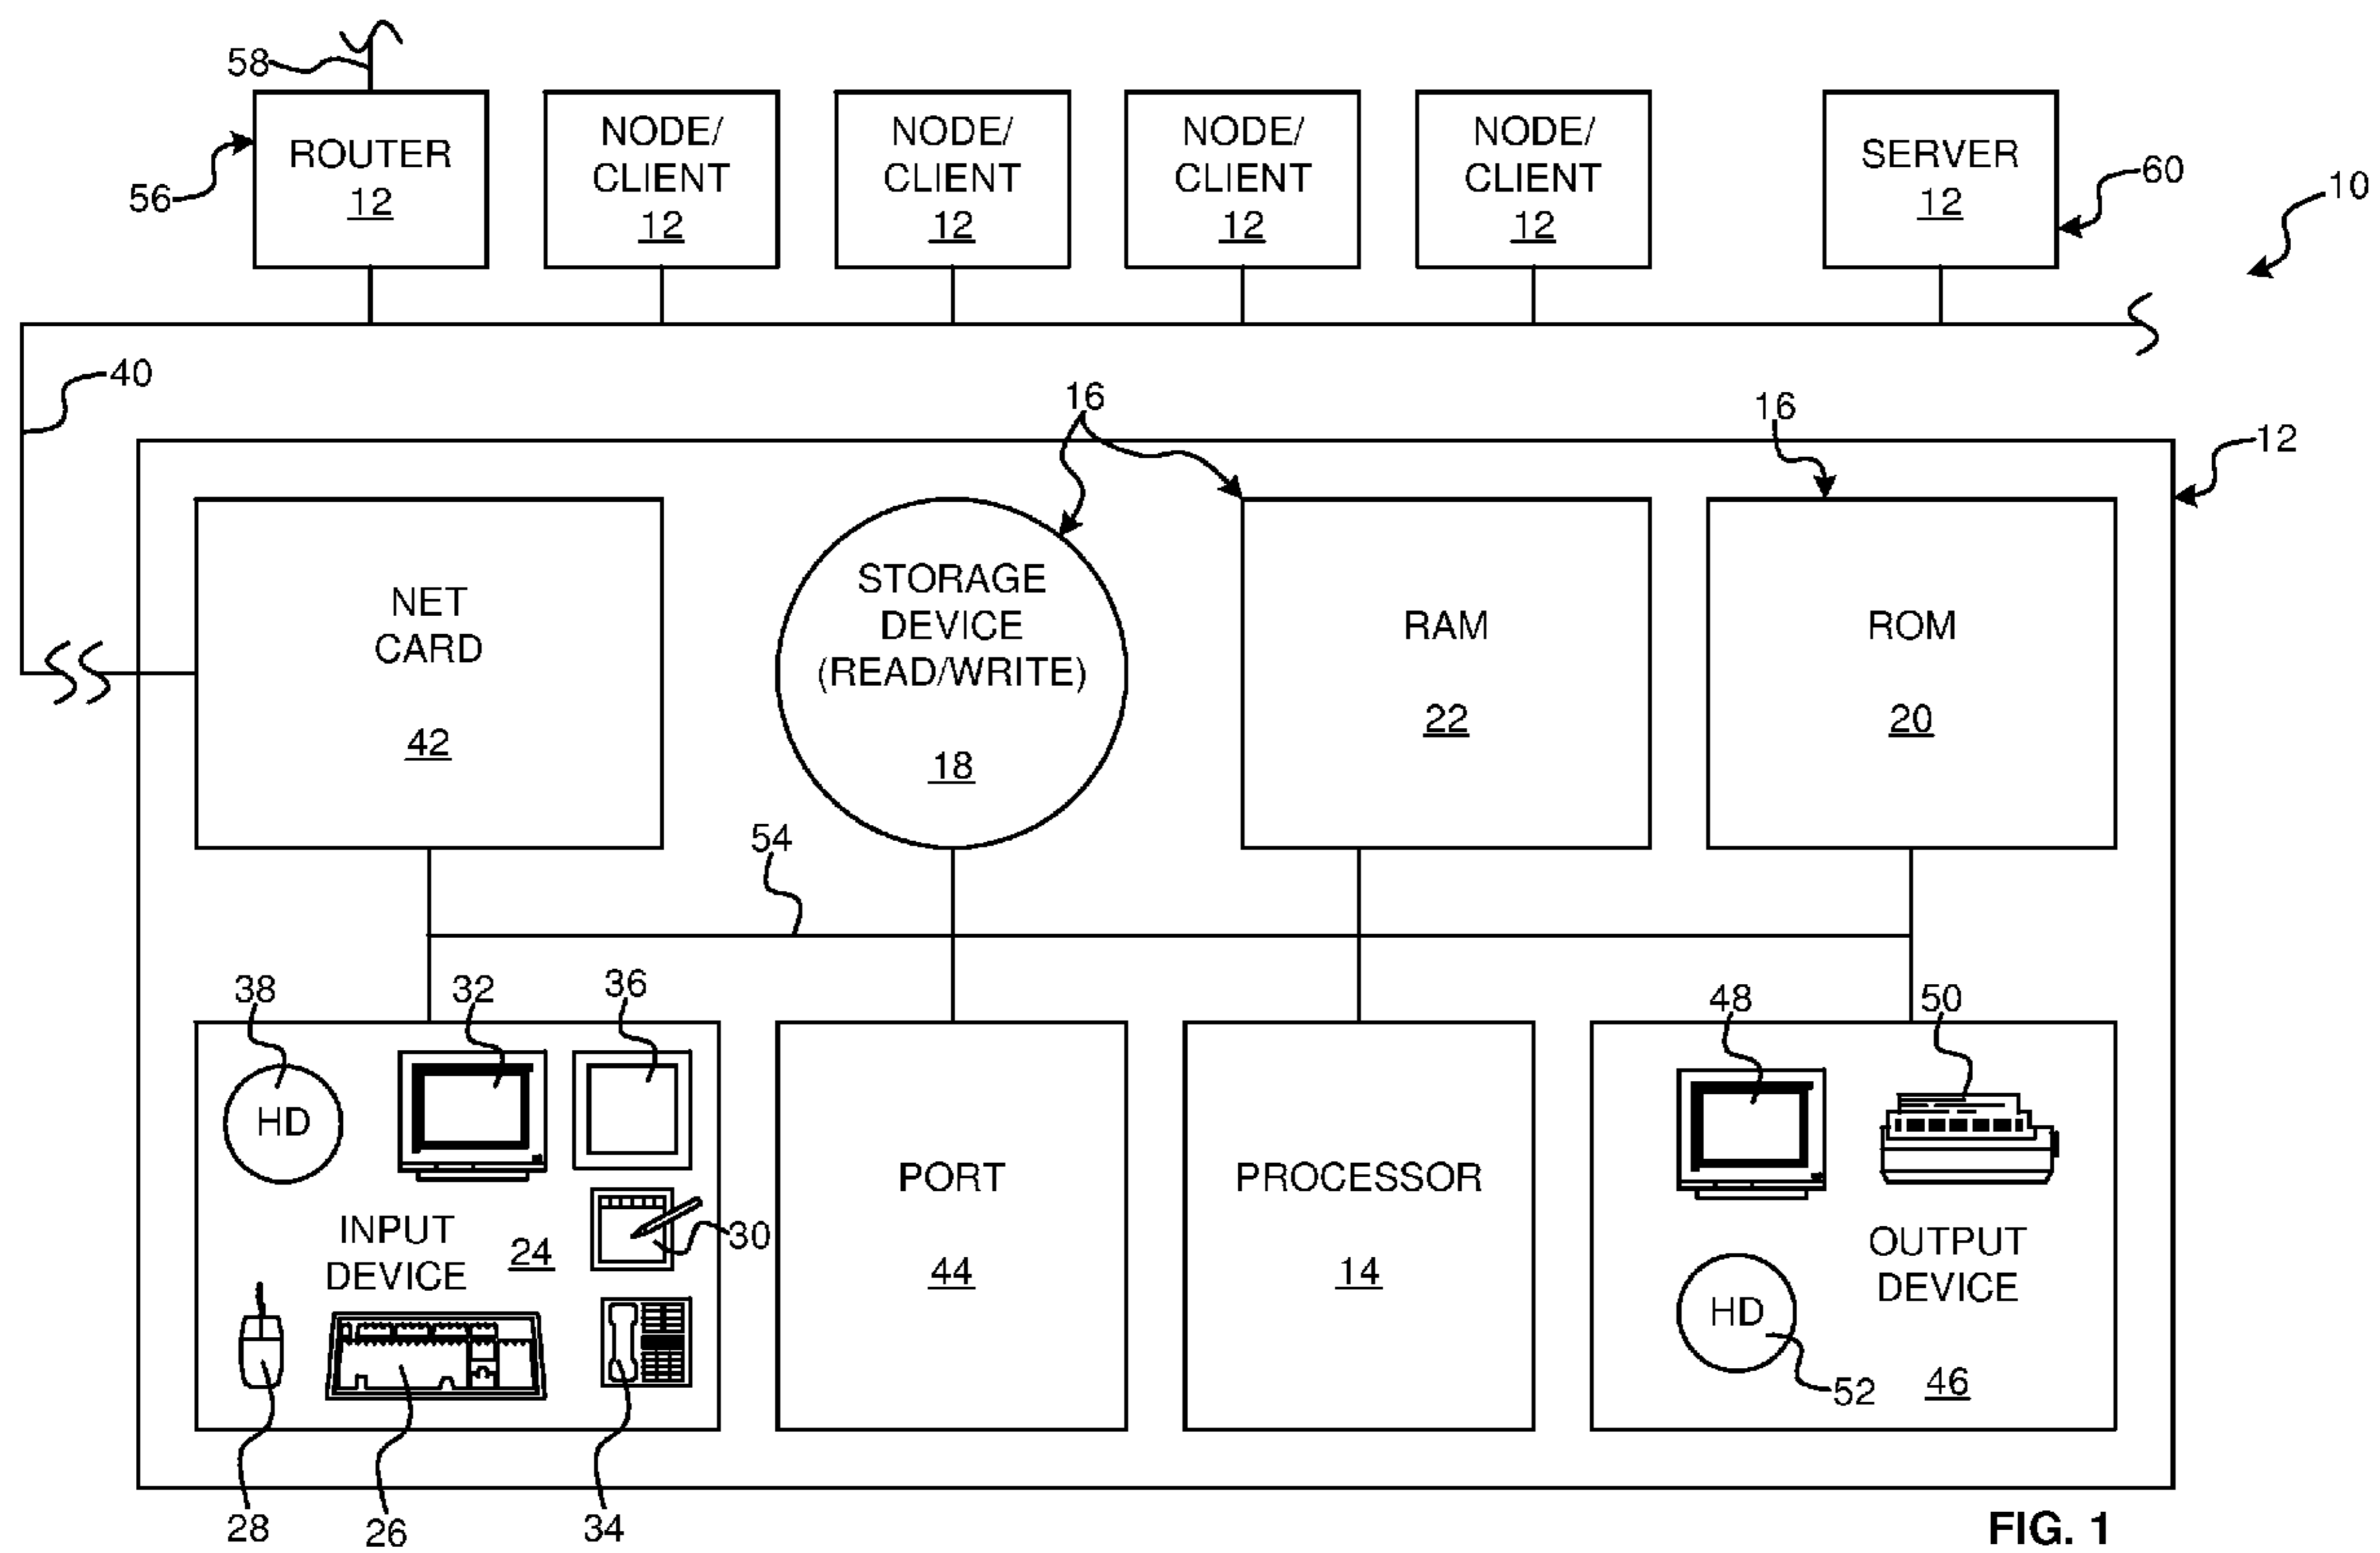 58
56
ROUTER
12
NODE/
CLIENT
12
NODE/
CLIENT
12
NODE/
CLIENT
12
NODE/
CLIENT
12
SERVER
12
60
10
40
16
16
12
NET
CARD
42
STORAGE
DEVICE
(READ/WRITE)
18
RAM
22
ROM
20
54
38
32
36
HD
INPUT
DEVICE
24
30
28
26
34
PORT
44
PROCESSOR
14
48
50
OUTPUT
DEVICE
HD
52
46
FIG. 1